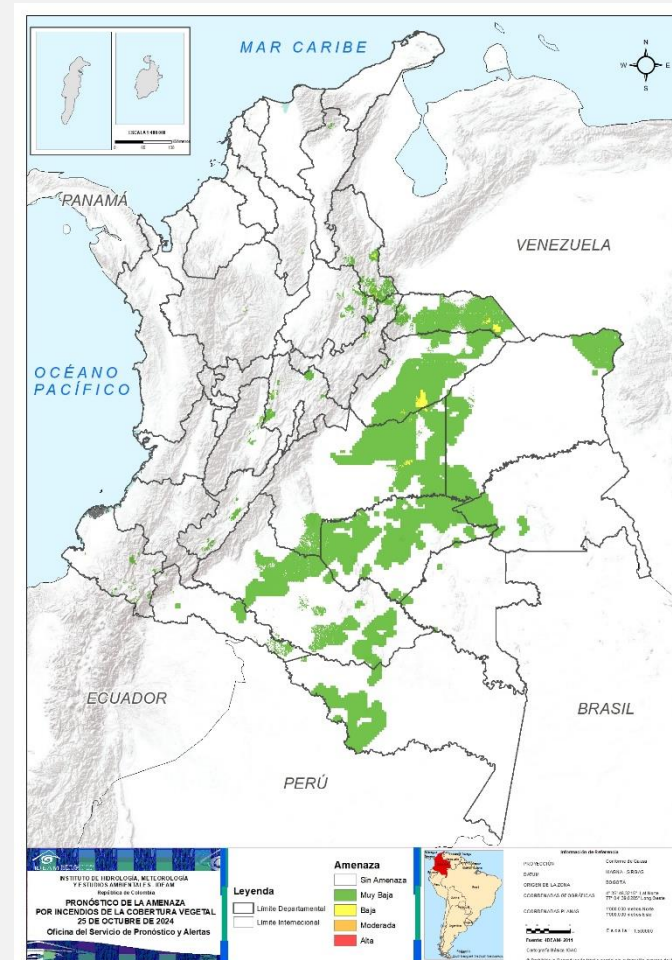 MAR CARIBE
N
W
E
S
PANAMÁ
VENEZUELA
OCÉANO
PACÍFICO
ECUADOR
BRASIL
PERÚ
INSTITUTO DE HIDROLOGÍA, METEOROLOGÍA
Y ESTUDIOS AMBIENTALES - IDEAM
República de Colombia
PRONÓSTICO DE LA AMENAZA
POR INCENDIOS DE LA COBERTURA VEGETAL
25 DE OCTUBRE DE 2024
Oficina del Servicio de Pronóstico y Alertas
Leyenda
Límite Departamental
Límite Internacional
Amenaza
Sin Amenaza
Muy Baja
Baja
Moderada
Alta
Información de Referencia
PROYECCIÓN
Conforme de Gauss
DATUM
ORIGEN DE LA ZONA
BOGOTÁ
COORDENADAS GEOGRÁFICAS
COORDENADAS PLANAS
Fuente: IDEAM 2015